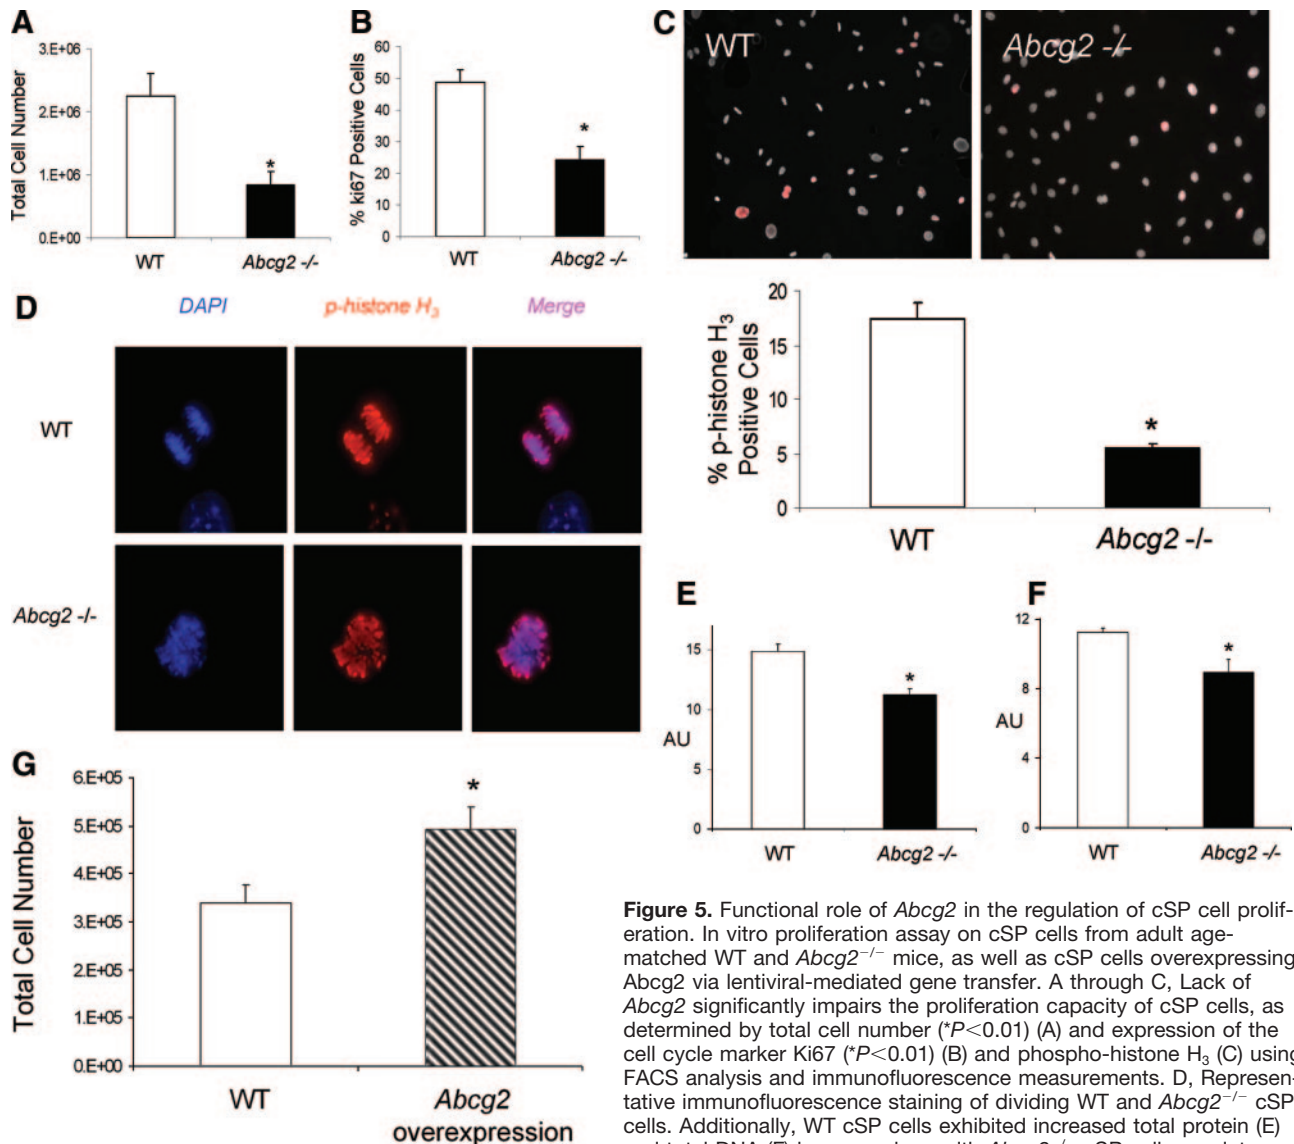 A
3.E+06
2.E+06
1.E+06
0.E+00
Total Cell Number
*
WT
Abcg2 -/-
B
60
50
40
30
20
10
0
% ki67 Positive Cells
*
WT
Abcg2 -/-
C
WT
Abcg2 -/-
20
15
10
5
0
% p-histone H3
Positive Cells
*
WT
Abcg2 -/-
D
DAPI
p-histone H3
Merge
WT
Abcg2 -/-
E
15
10
5
0
AU
*
WT
Abcg2 -/-
F
12
8
4
0
AU
*
WT
Abcg2 -/-
G
6.E+05
5.E+05
4.E+05
3.E+05
2.E+05
1.E+05
0.E+00
Total Cell Number
*
WT
Abcg2
overexpression
Figure 5. Functional role of Abcg2 in the regulation of cSP cell prolif-
eration. In vitro proliferation assay on cSP cells from adult age-
matched WT and Abcg2−/− mice, as well as cSP cells overexpressing
Abcg2 via lentiviral-mediated gene transfer. A through C, Lack of
Abcg2 significantly impairs the proliferation capacity of cSP cells, as
determined by total cell number (*P<0.01) (A) and expression of the
cell cycle marker Ki67 (*P<0.01) (B) and phospho-histone H3 (C) using
FACS analysis and immunofluorescence measurements. D, Represen-
tative immunofluorescence staining of dividing WT and Abcg2−/− cSP
cells. Additionally, WT cSP cells exhibited increased total protein (E)